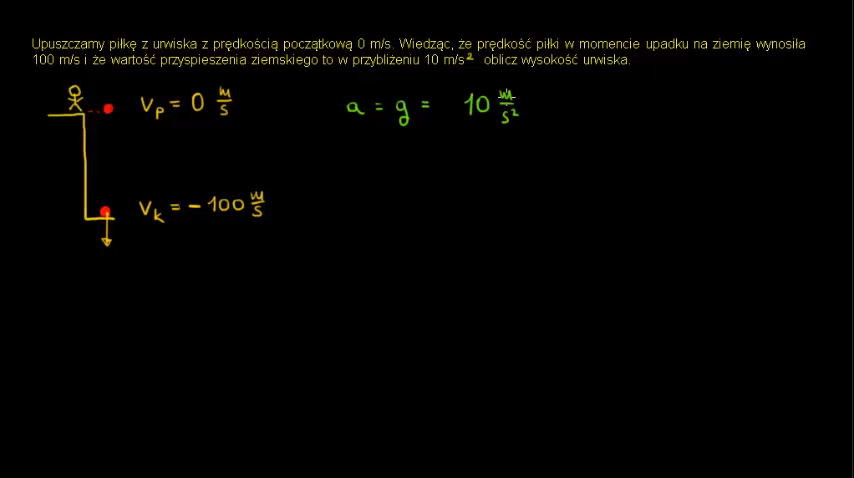 Upuszczamy piłkę z urwiska z prędkością początkową 0 m/s. Wiedząc, że prędkość piłki w momencie upadku na ziemię wynosiła
100 m/s i że wartość przyspieszenia ziemskiego to w przybliżeniu 10 m/s² oblicz wysokość urwiska.
Vp = 0 m/s
a = g = 10 m/s²
Vk = - 100 m/s